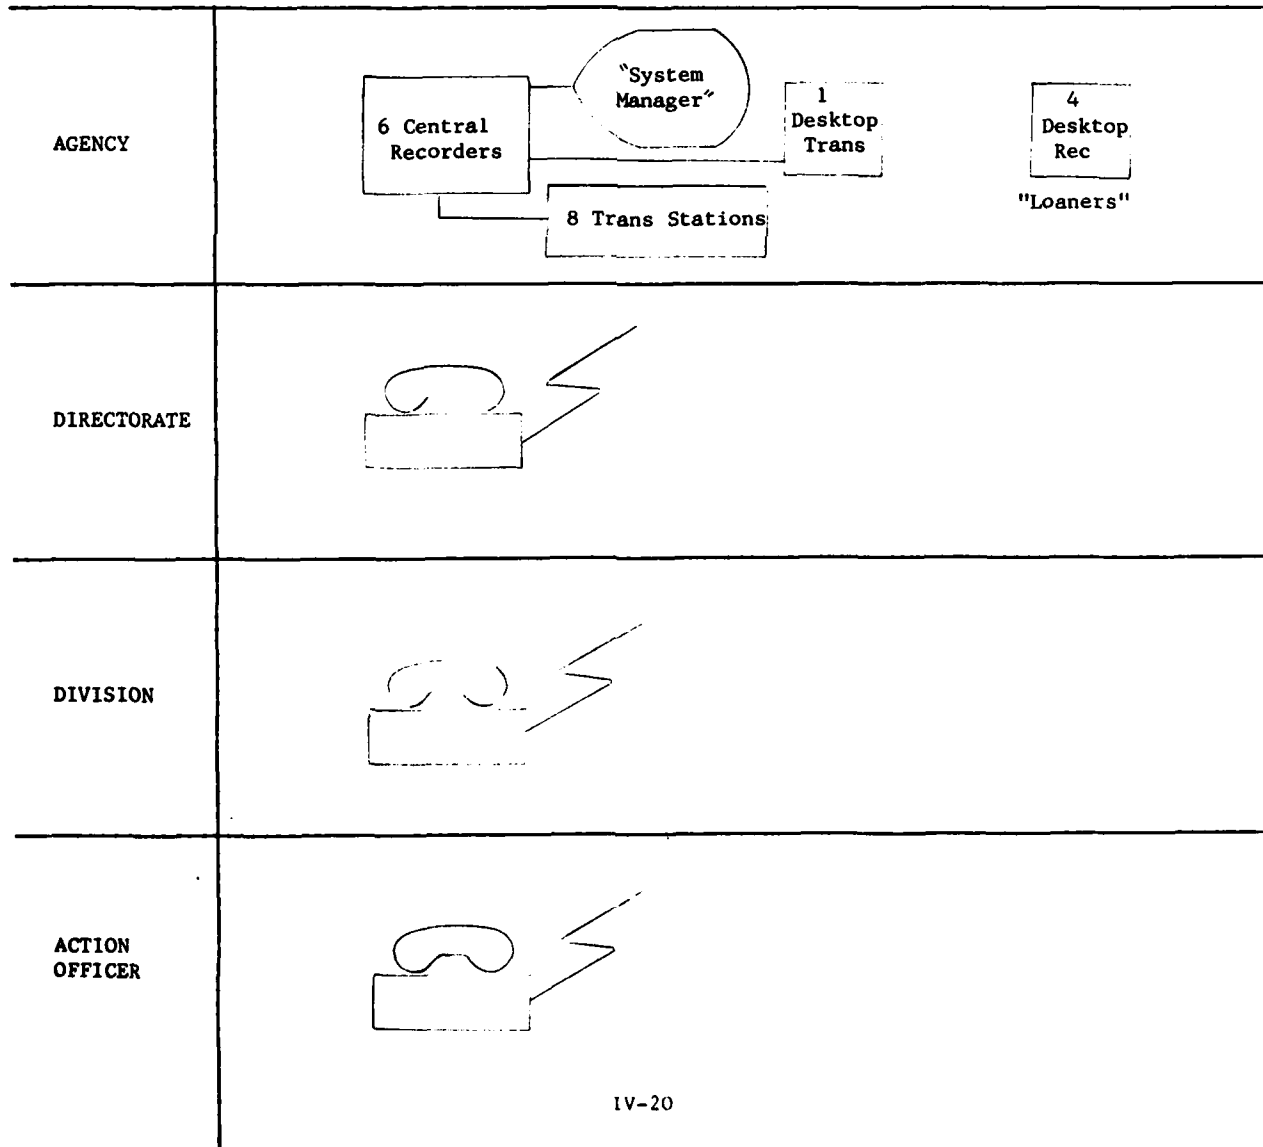 AGENCY
6 Central
Recorders
"System
Manager"
1
Desktop
Trans
4
Desktop
Rec
"Loaners"
8 Trans Stations
DIRECTORATE
DIVISION
ACTION
OFFICER
IV-20